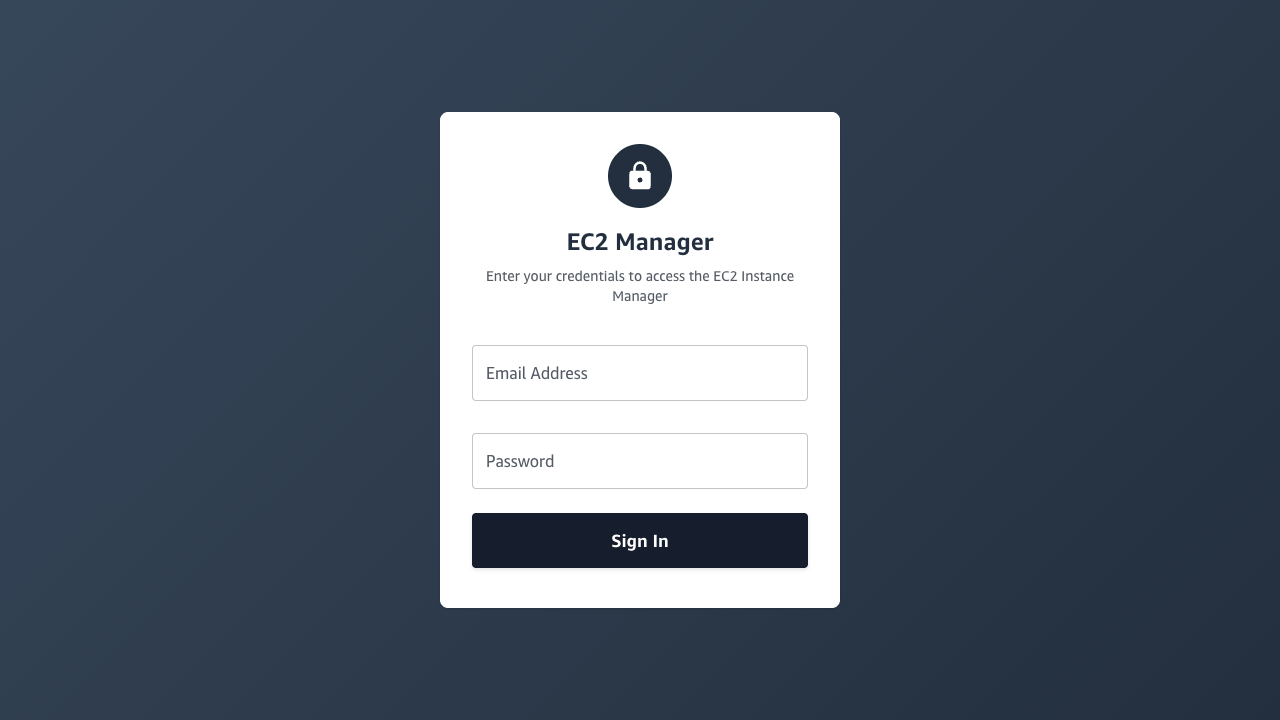 EC2 Manager
Enter your credentials to access the EC2 Instance
Manager
Email Address
Password
Sign In